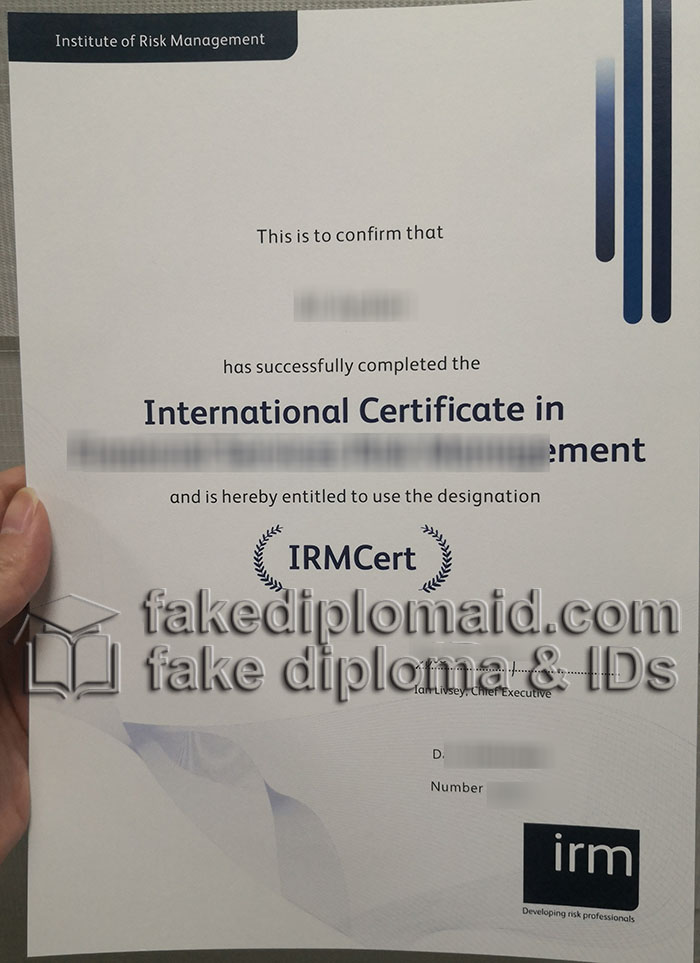 Institute of Risk Management
This is to confirm that
has successfully completed the
International Certificate in
ement
and is hereby entitled to use the designation
IRMCert
fakediplomaid.com
fake diploma & IDs
Ian Livsey, Chief Executive
D
Number
irm
Developing risk professionals